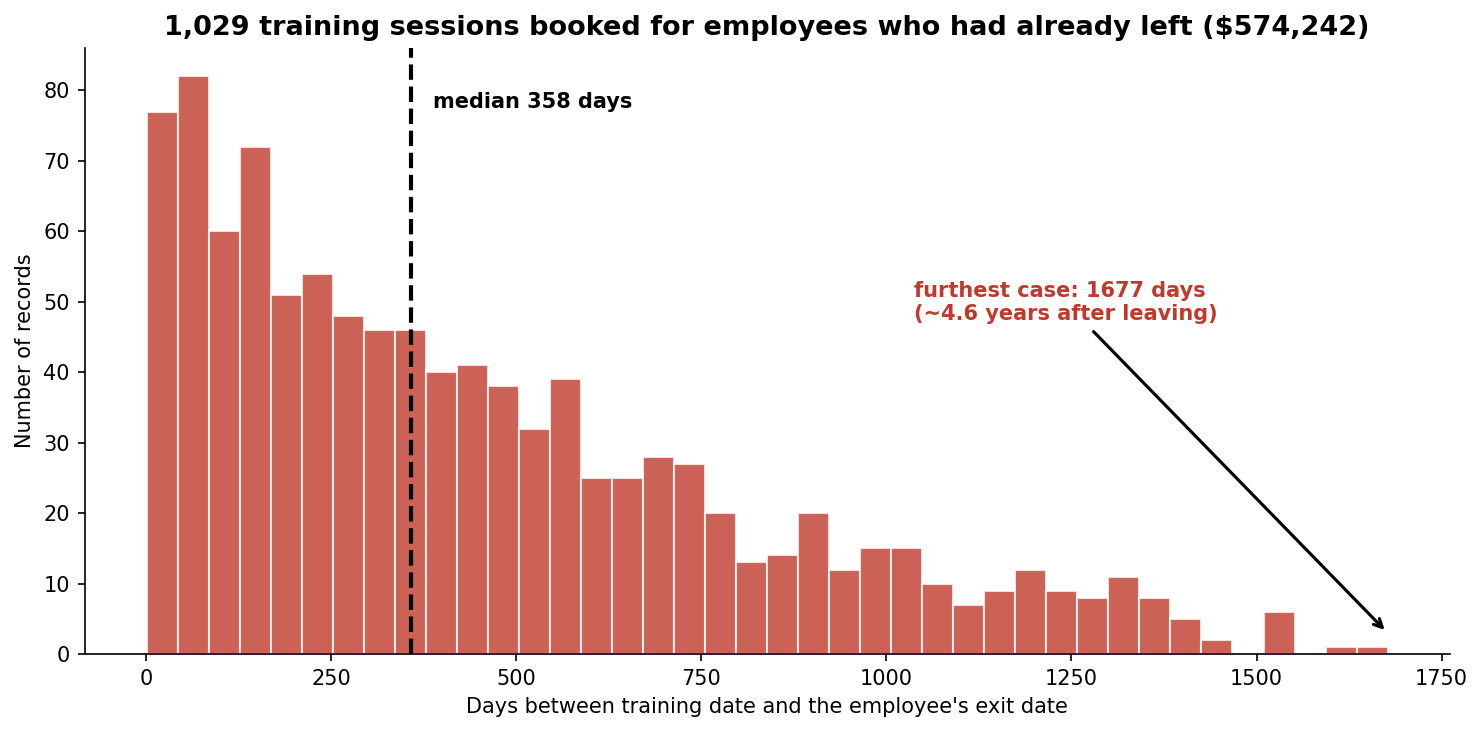 1,029 training sessions booked for employees who had already left ($574,242)
median 358 days
furthest case: 1677 days
(~4.6 years after leaving)
Number of records
80
70
60
50
40
30
20
10
0
0 250 500 750 1000 1250 1500 1750
Days between training date and the employee's exit date